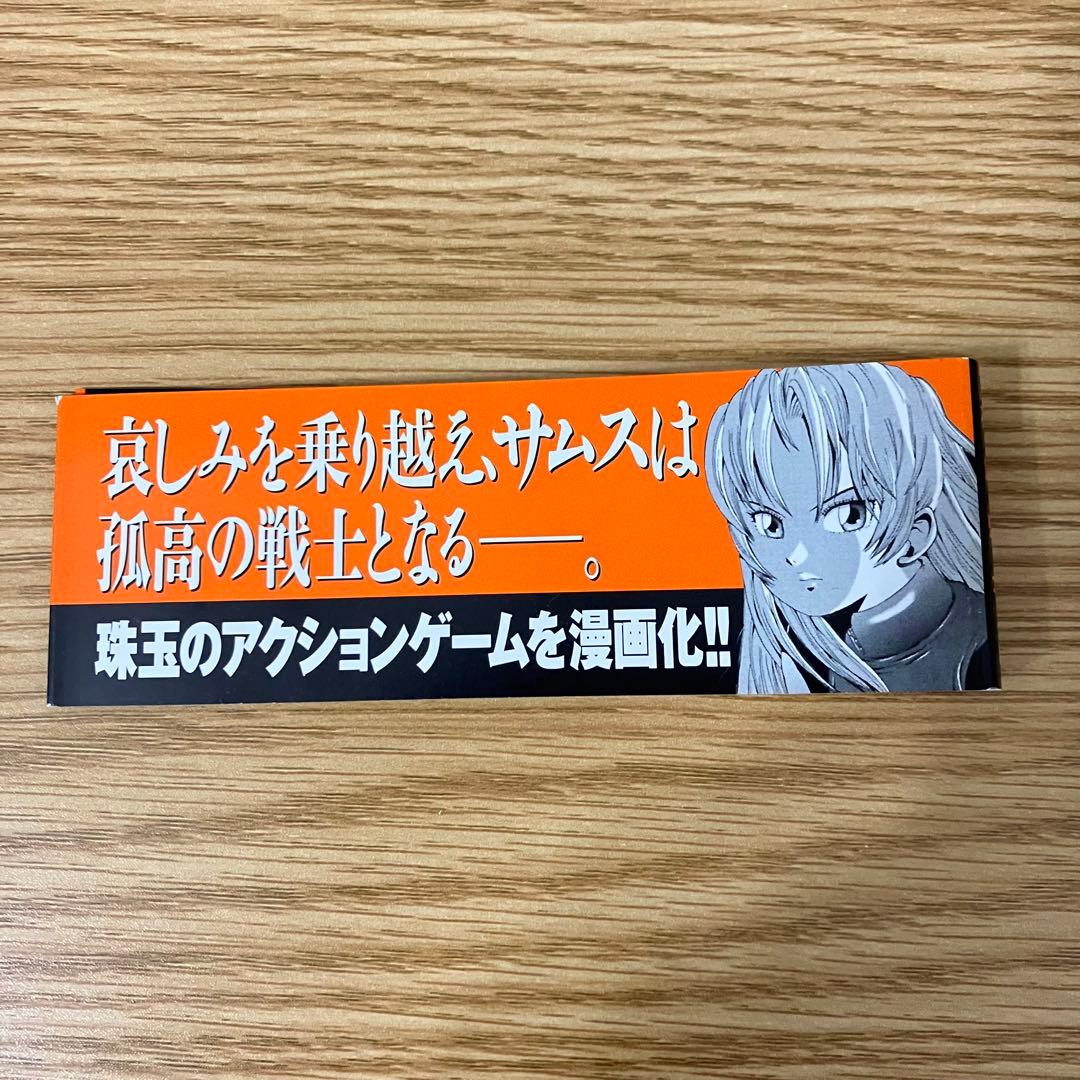 哀しみを乗り越え、サムスは
孤高の戦士となる──。
珠玉のアクションゲームを漫画化!!